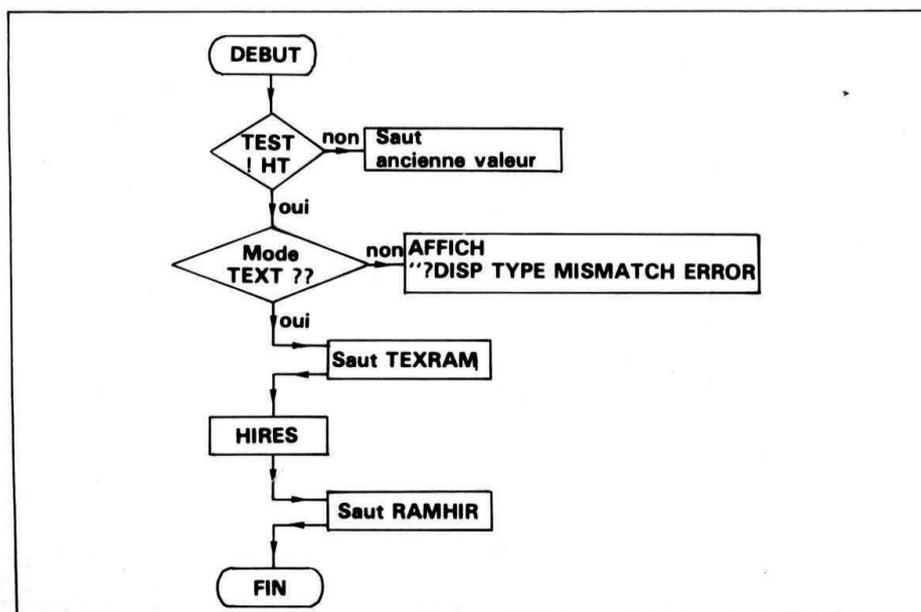 DEBUT
TEST
! HT
non
Saut
ancienne valeur
oui
Mode
TEXT ??
non
AFFICH
"?DISP TYPE MISMATCH ERROR
oui
Saut TEXRAM
HIRES
Saut RAMHIR
FIN